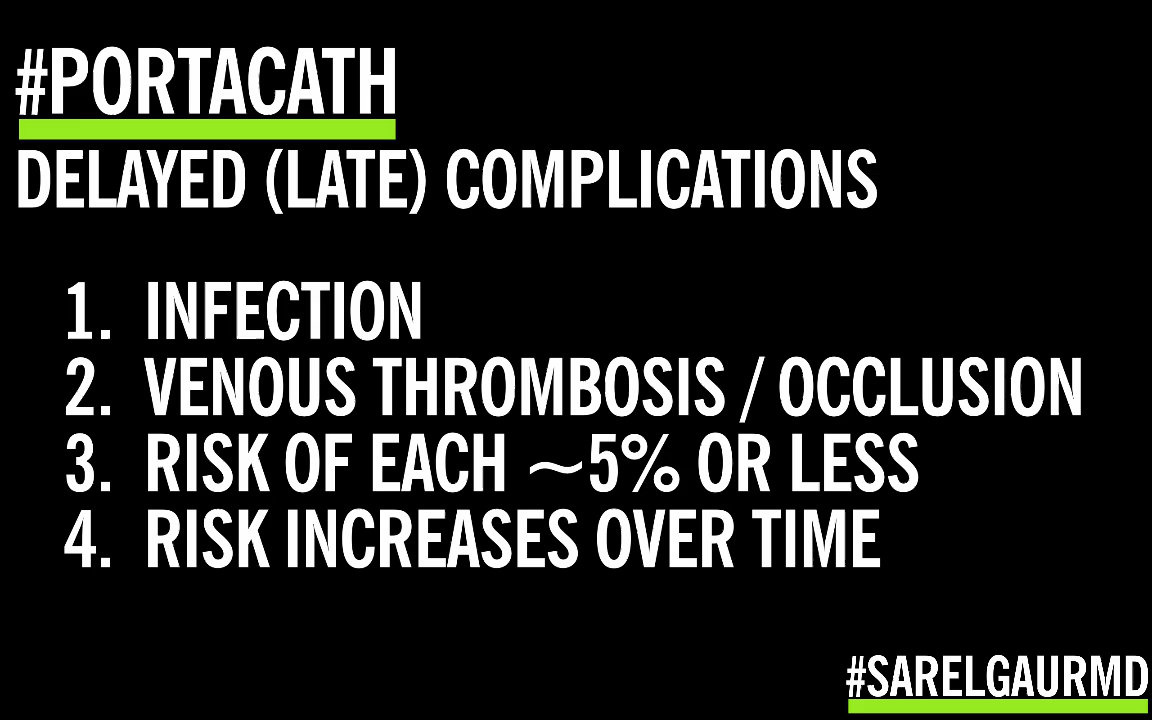 #PORTACATH
DELAYED (LATE) COMPLICATIONS
1. INFECTION
2. VENOUS THROMBOSIS / OCCLUSION
3. RISK OF EACH ~5% OR LESS
4. RISK INCREASES OVER TIME
#SARELGAURMD